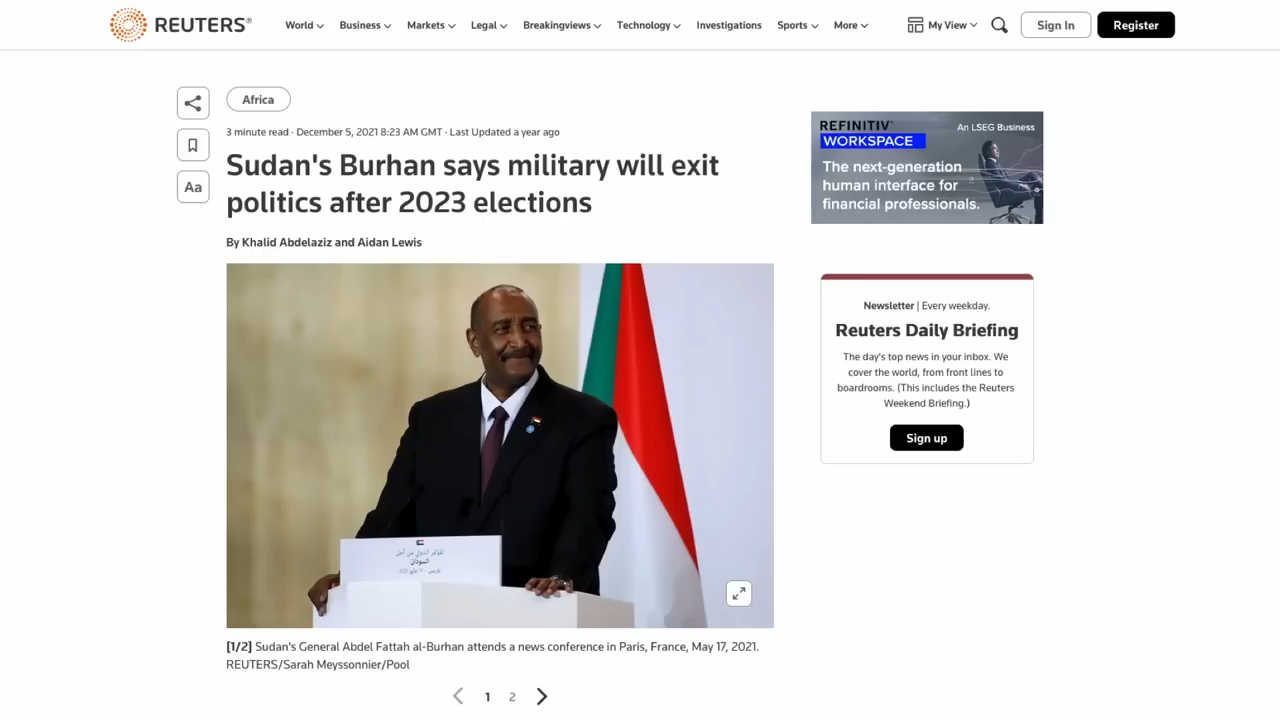 REUTERS®
World
Business
Markets
Legal
Breakingviews
Technology
Investigations
Sports
More
My View
Sign In
Register
Africa
3 minute read · December 5, 2021 8:23 AM GMT · Last Updated a year ago
Aa
Sudan's Burhan says military will exit
politics after 2023 elections
By Khalid Abdelaziz and Aidan Lewis
السودان
[1/2] Sudan's General Abdel Fattah al-Burhan attends a news conference in Paris, France, May 17, 2021.
REUTERS/Sarah Meyssonnier/Pool
1
2
REFINITIV
An LSEG Business
WORKSPACE
The next-generation
human interface for
financial professionals.
Newsletter | Every weekday.
Reuters Daily Briefing
The day's top news in your inbox. We
cover the world, from front lines to
boardrooms. (This includes the Reuters
Weekend Briefing.)
Sign up